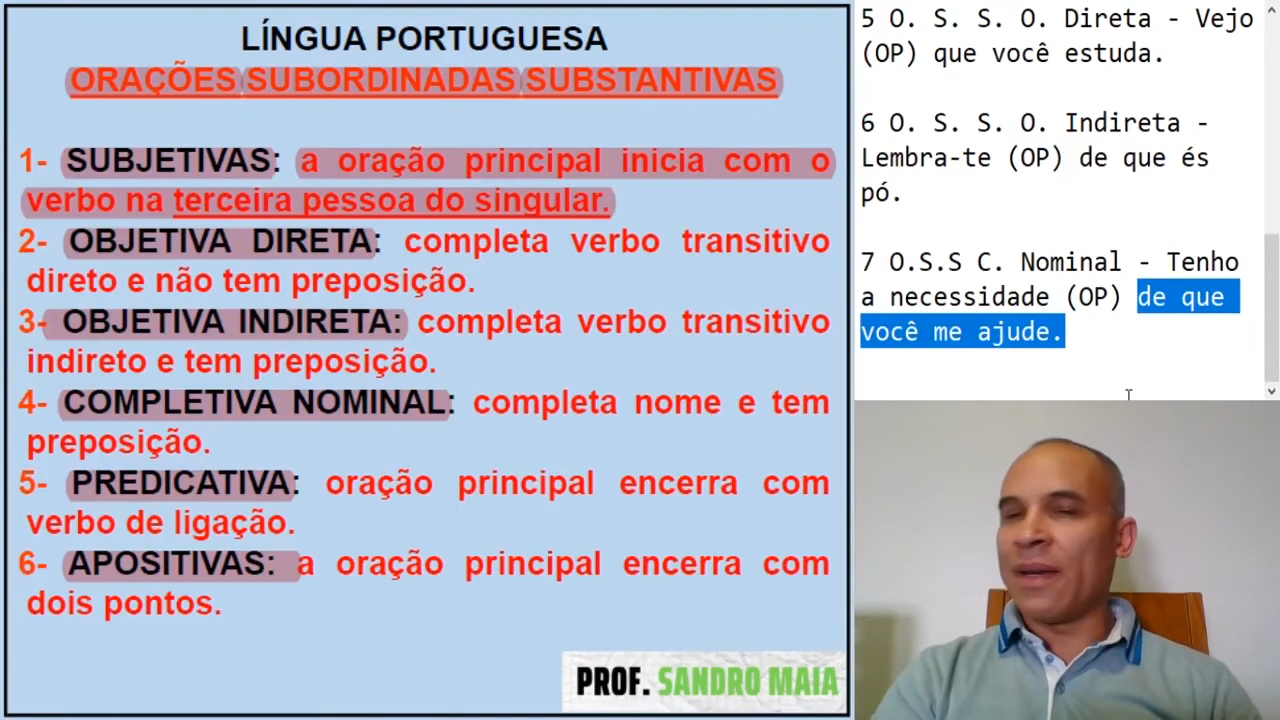 LÍNGUA PORTUGUESA
ORAÇÕES SUBORDINADAS SUBSTANTIVAS
1- SUBJETIVAS: a oração principal inicia com o
verbo na terceira pessoa do singular.
2- OBJETIVA DIRETA: completa verbo transitivo
direto e não tem preposição.
3- OBJETIVA INDIRETA: completa verbo transitivo
indireto e tem preposição.
4- COMPLETIVA NOMINAL: completa nome e tem
preposição.
5- PREDICATIVA: oração principal encerra com
verbo de ligação.
6- APOSITIVAS: a oração principal encerra com
dois pontos.
PROF. SANDRO MAIA
5 O. S. S. O. Direta - Vejo
(OP) que você estuda.
6 O. S. S. O. Indireta -
Lembra-te (OP) de que és
pó.
7 O.S.S C. Nominal - Tenho
a necessidade (OP) de que
você me ajude.